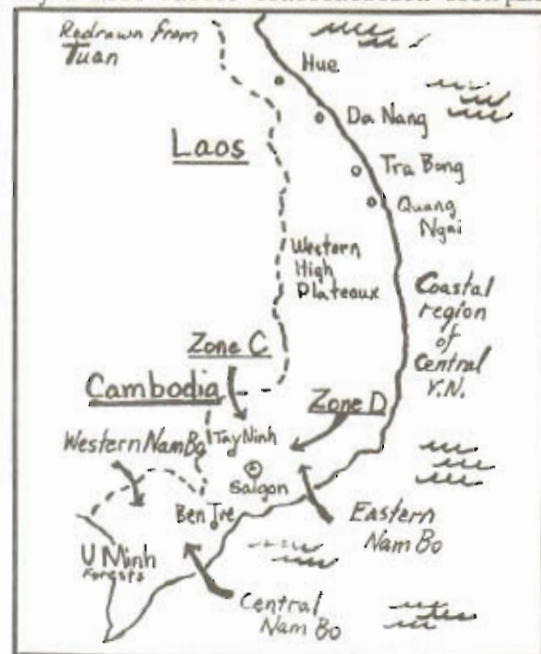 Redrawn from
Tuan
Hue
Da Nang
Laos
Tra Bong
Quang
Ngai
Western
High
Plateaux
Coastal
region
of
Central
V.N.
Zone C
Cambodia
Zone D
Western Nam Bo
Tay Ninh
Saigon
Ben Tre
Eastern
Nam Bo
U Minh
Forests
Central
Nam Bo